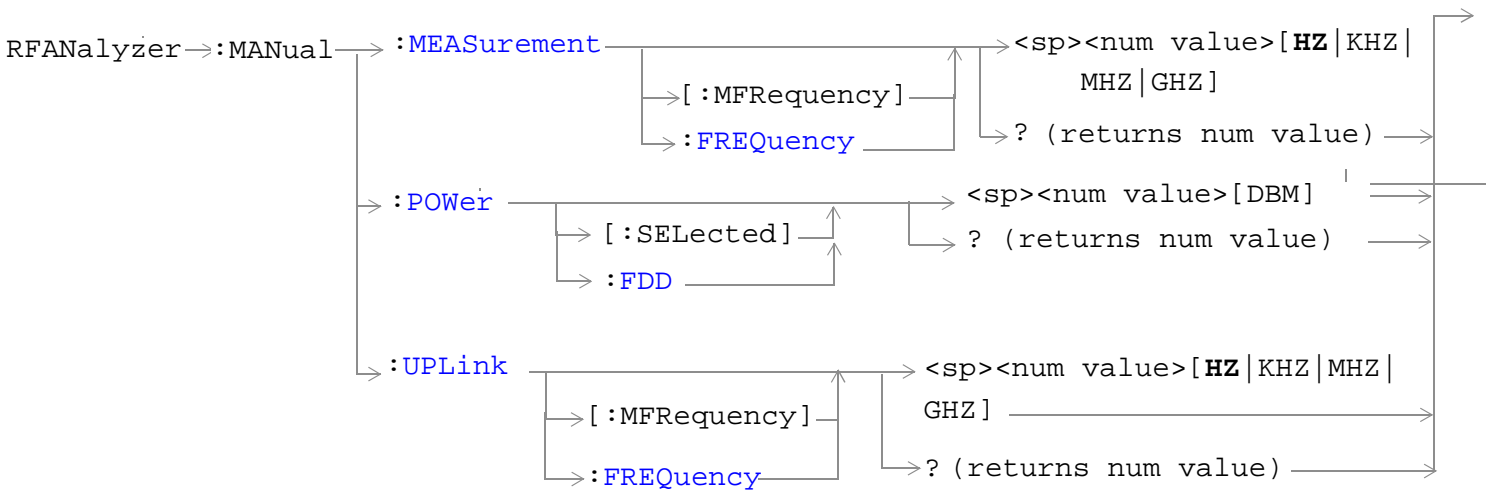 RFANalyzer :MANual :MEASurement <sp><num value>[HZ|KHZ|
MHZ|GHZ]
[:MFRequency]
:FREQuency ? (returns num value)
:POWer <sp><num value>[DBM]
[:SELected] ? (returns num value)
:FDD
:UPLink <sp><num value>[HZ|KHZ|MHZ|
GHZ]
[:MFRequency]
:FREQuency ? (returns num value)